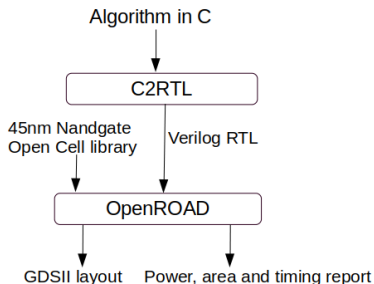 Algorithm in C
C2RTL
45nm Nandgate
Open Cell library
Verilog RTL
OpenROAD
GDSII layout
Power, area and timing report